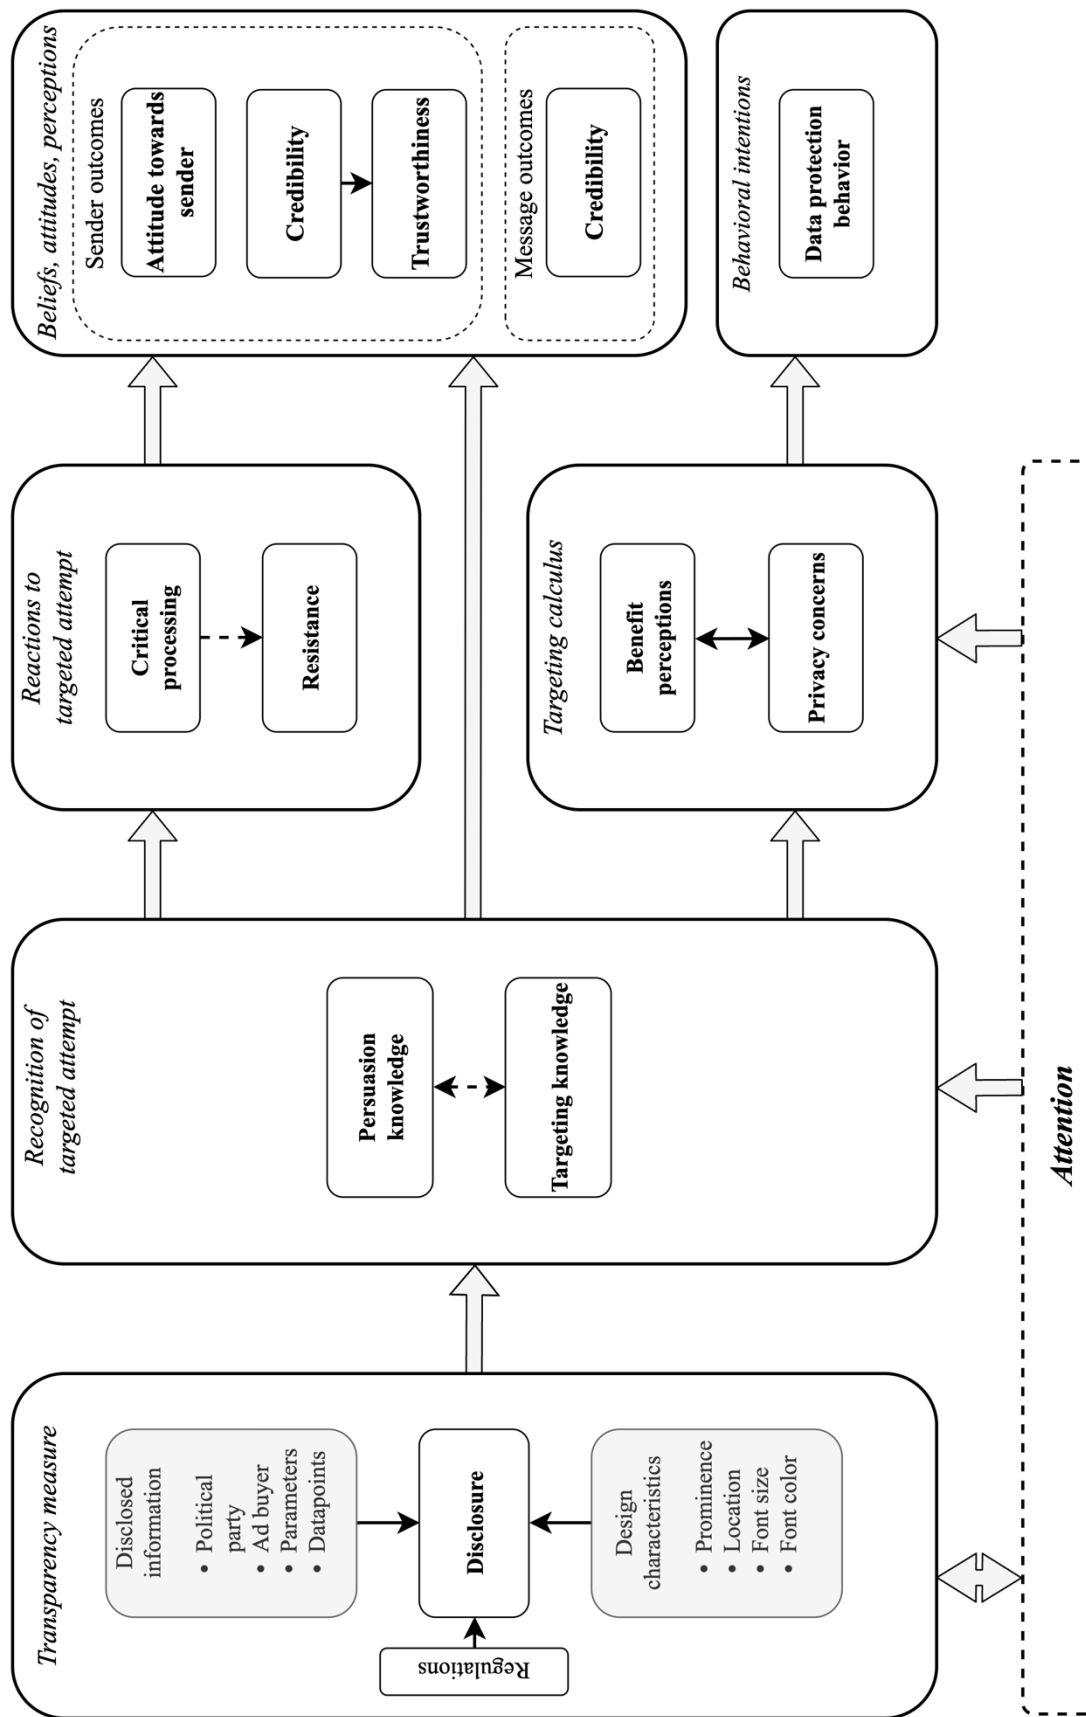 Transparency measure
Regulations
Disclosed
information
• Political
party
• Ad buyer
• Parameters
• Datapoints
Disclosure
Design
characteristics
• Prominence
• Location
• Font size
• Font color
Recognition of
targeted attempt
Persuasion
knowledge
Targeting knowledge
Reactions to
targeted attempt
Critical
processing
Resistance
Targeting calculus
Benefit
perceptions
Privacy concerns
Beliefs, attitudes, perceptions
Sender outcomes
Attitude towards
sender
Credibility
Trustworthiness
Message outcomes
Credibility
Behavioral intentions
Data protection
behavior
Attention